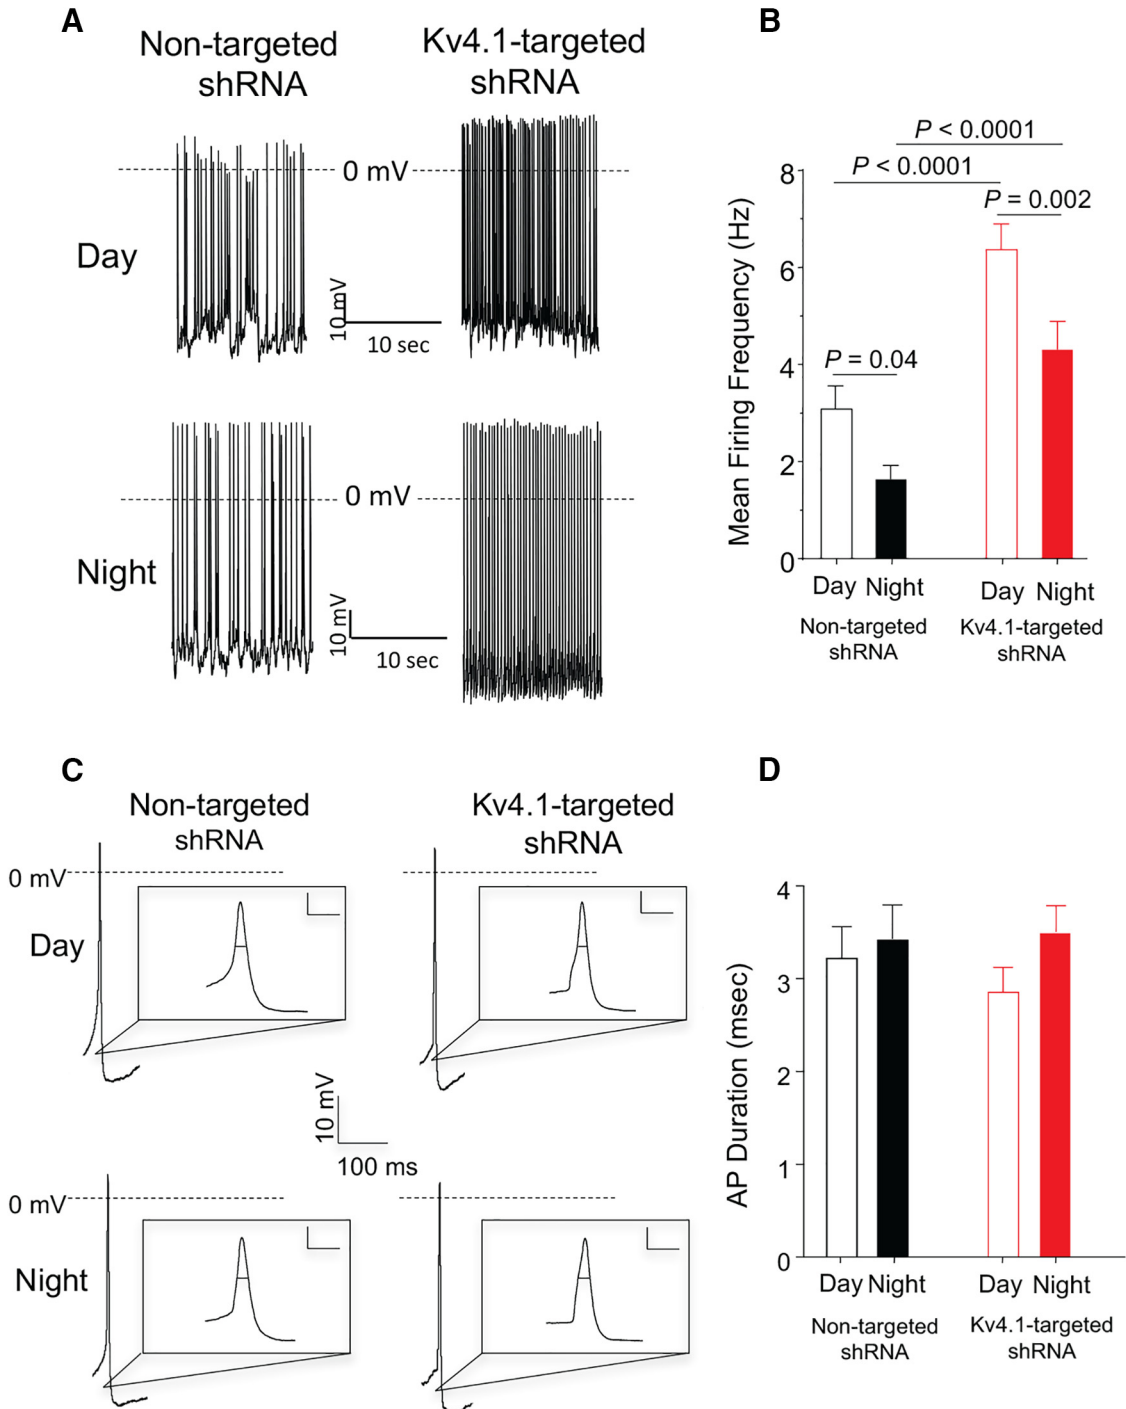 A
Non-targeted
shRNA
Kv4.1-targeted
shRNA
0 mV
Day
10 mV
10 sec
0 mV
Night
10 mV
10 sec
B
P < 0.0001
P < 0.0001
P = 0.002
P = 0.04
Mean Firing Frequency (Hz)
8
6
4
2
0
Day Night
Day Night
Non-targeted
shRNA
Kv4.1-targeted
shRNA
C
Non-targeted
shRNA
Kv4.1-targeted
shRNA
0 mV
Day
10 mV
100 ms
0 mV
Night
D
AP Duration (msec)
4
3
2
1
0
Day Night
Day Night
Non-targeted
shRNA
Kv4.1-targeted
shRNA